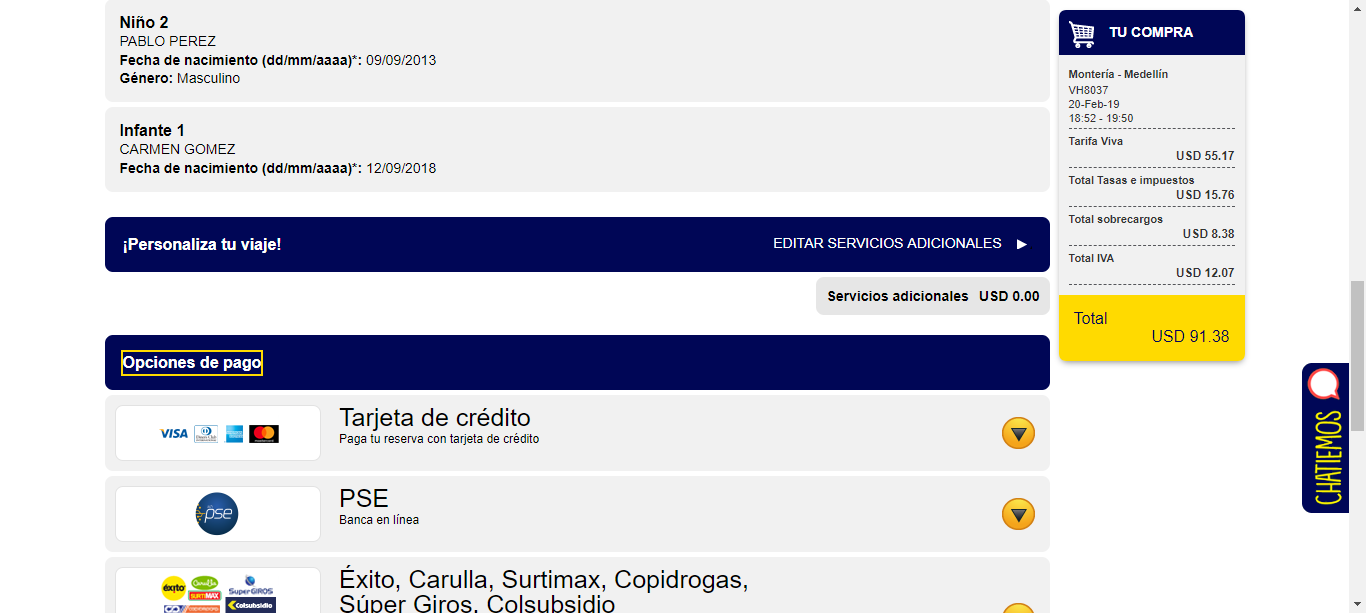 Niño 2
PABLO PEREZ
Fecha de nacimiento (dd/mm/aaaa)*: 09/09/2013
Género: Masculino
Infante 1
CARMEN GOMEZ
Fecha de nacimiento (dd/mm/aaaa)*: 12/09/2018
¡Personaliza tu viaje!
EDITAR SERVICIOS ADICIONALES
Servicios adicionales USD 0.00
Opciones de pago
VISA
Tarjeta de crédito
Paga tu reserva con tarjeta de crédito
pse
PSE
Banca en línea
éxito
Carulla
SURTIMAX
SuperGIROS
Colsubsidio
Éxito, Carulla, Surtimax, Copidrogas,
Súper Giros, Colsubsidio
TU COMPRA
Montería - Medellín
VH8037
20-Feb-19
18:52 - 19:50
Tarifa Viva
USD 55.17
Total Tasas e impuestos
USD 15.76
Total sobrecargos
USD 8.38
Total IVA
USD 12.07
Total
USD 91.38
CHATIEMOS